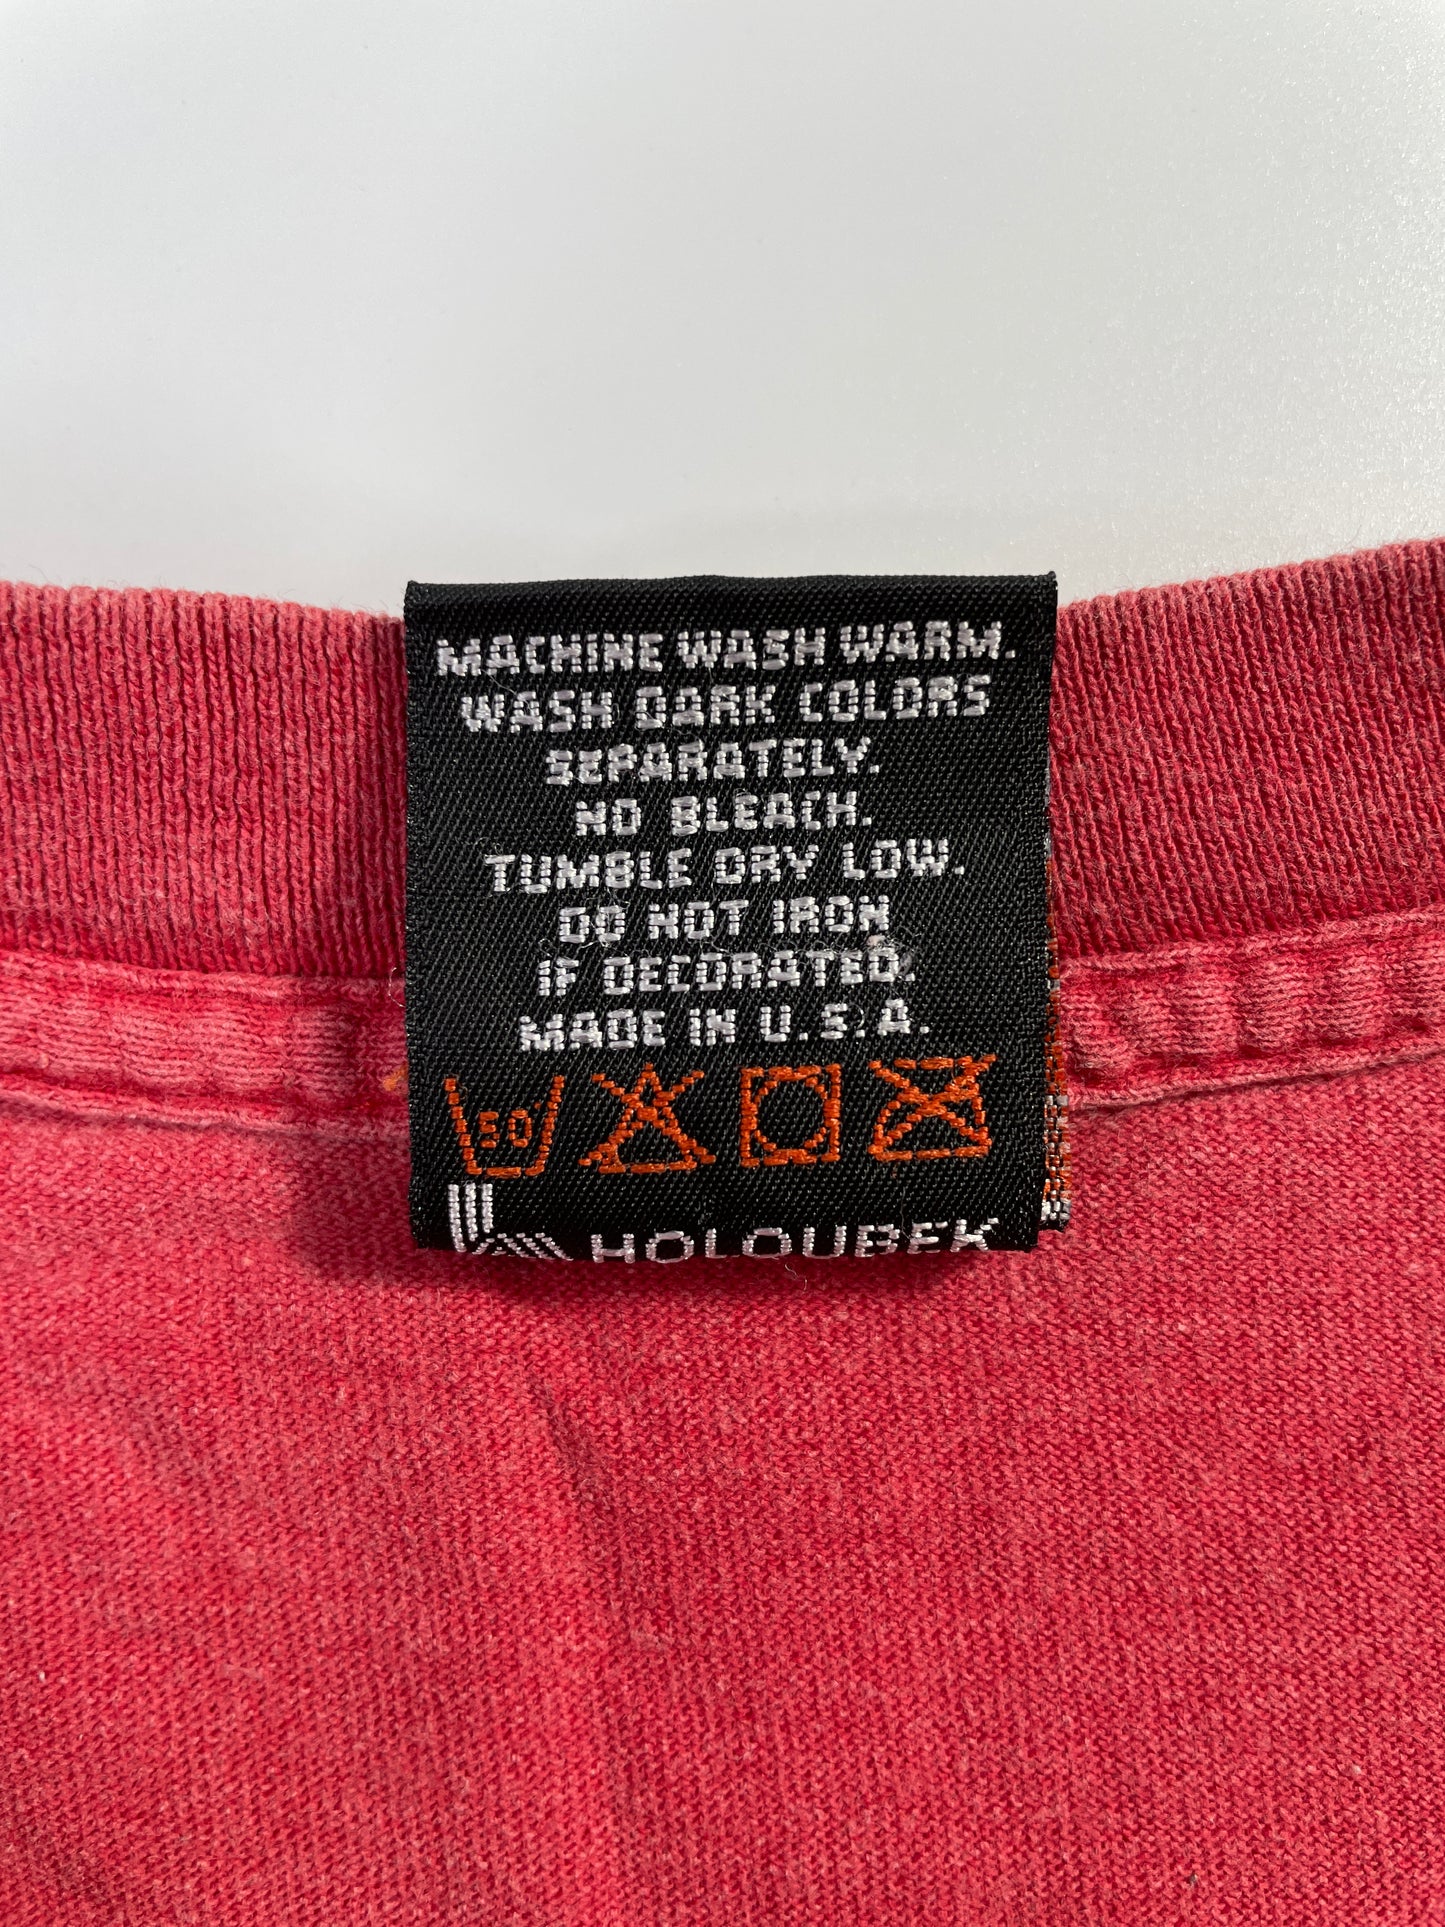 MACHINE WASH WARM.
WASH DARK COLORS
SEPARATELY.
NO BLEACH.
TUMBLE DRY LOW.
DO NOT IRON
IF DECORATED.
MADE IN U.S.A.
50°
HOLOUBEK